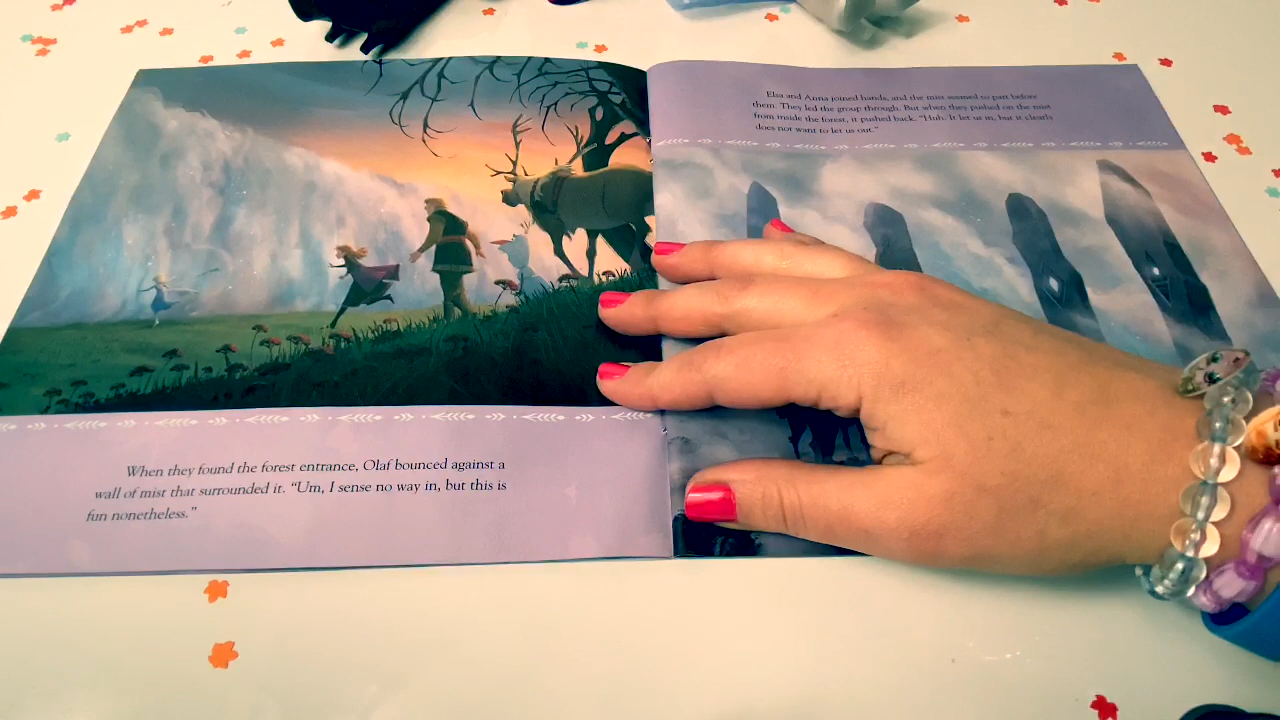 When they found the forest entrance, Olaf bounced against a
wall of mist that surrounded it. “Um, I sense no way in, but this is
fun nonetheless.”
Elsa and Anna joined hands, and the mist seemed to part before
them. They led the group through. But when they pushed on the mist
from inside the forest, it pushed back. “Huh. It let us in, but it clearly
does not want to let us out.”